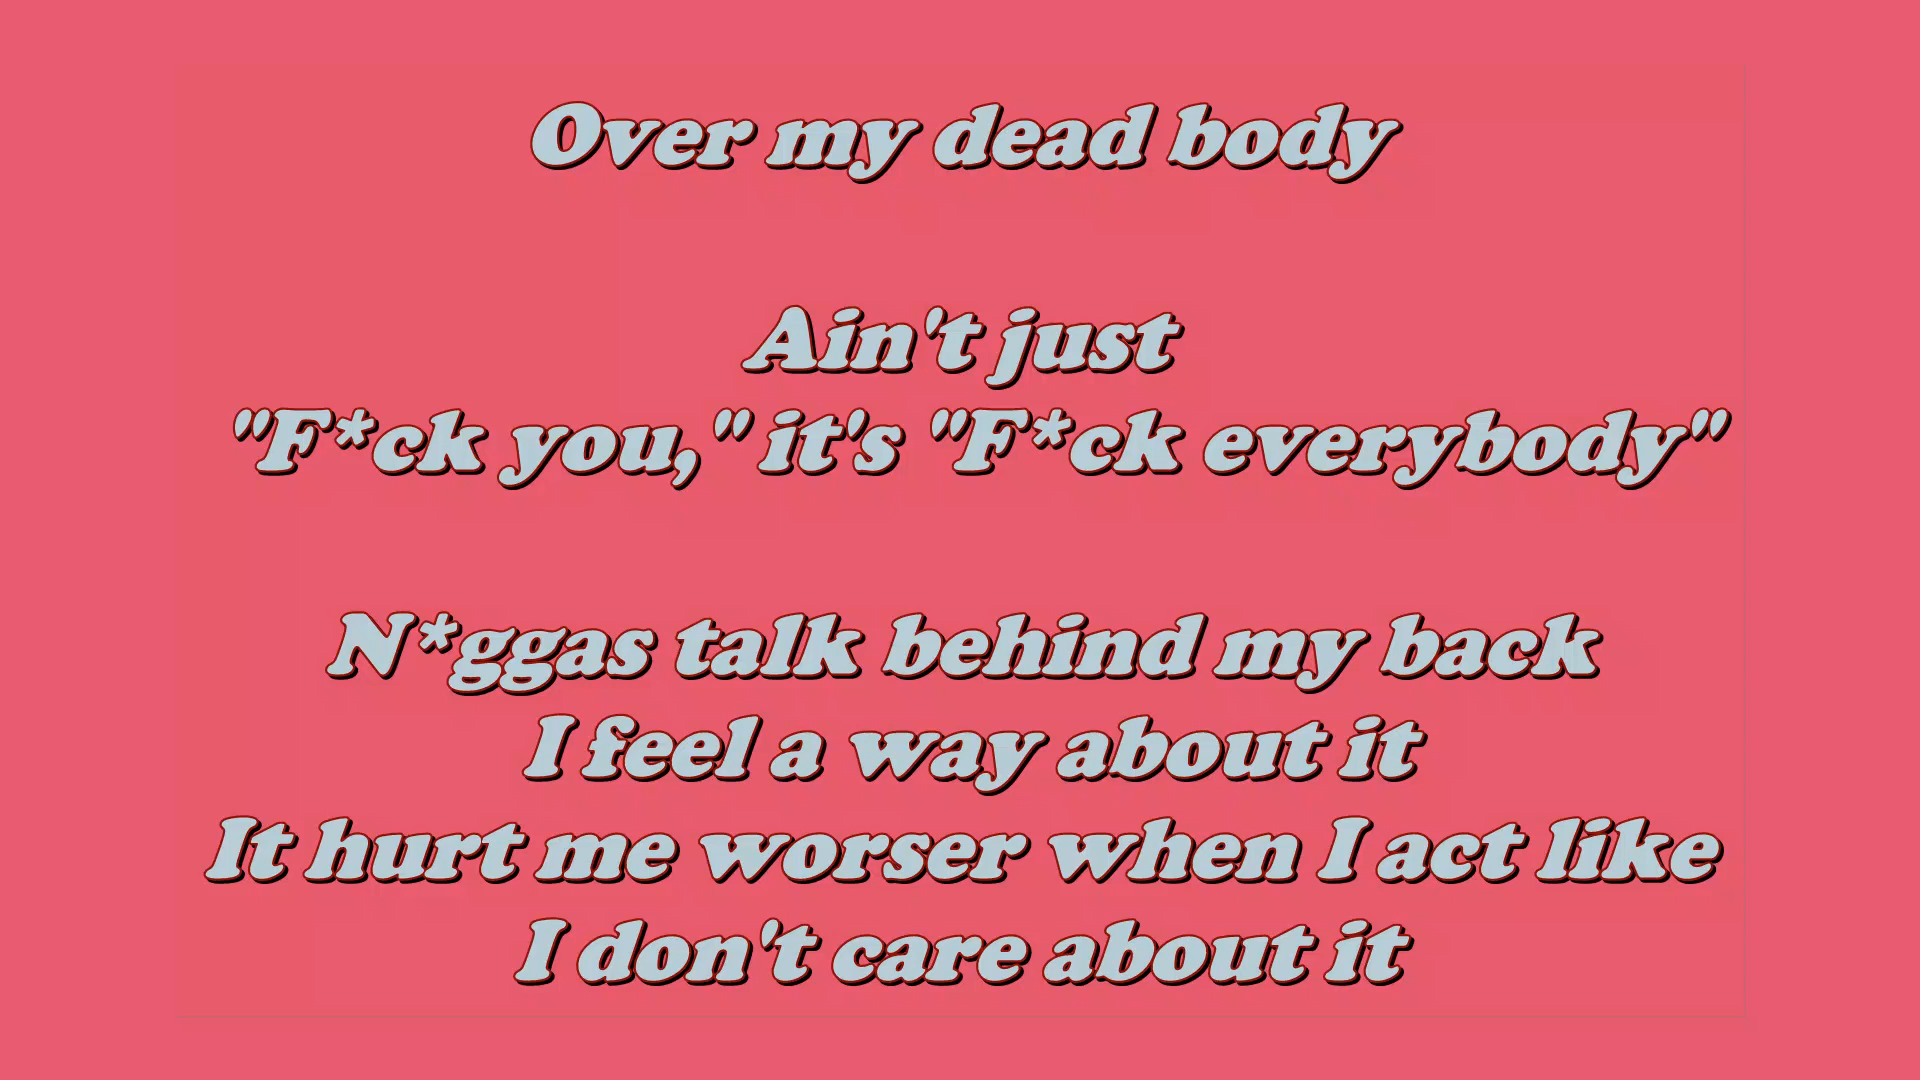 Over my dead body
Ain't just
"F*ck you," it's "F*ck everybody"
N*ggas talk behind my back
I feel a way about it
It hurt me worser when I act like
I don't care about it